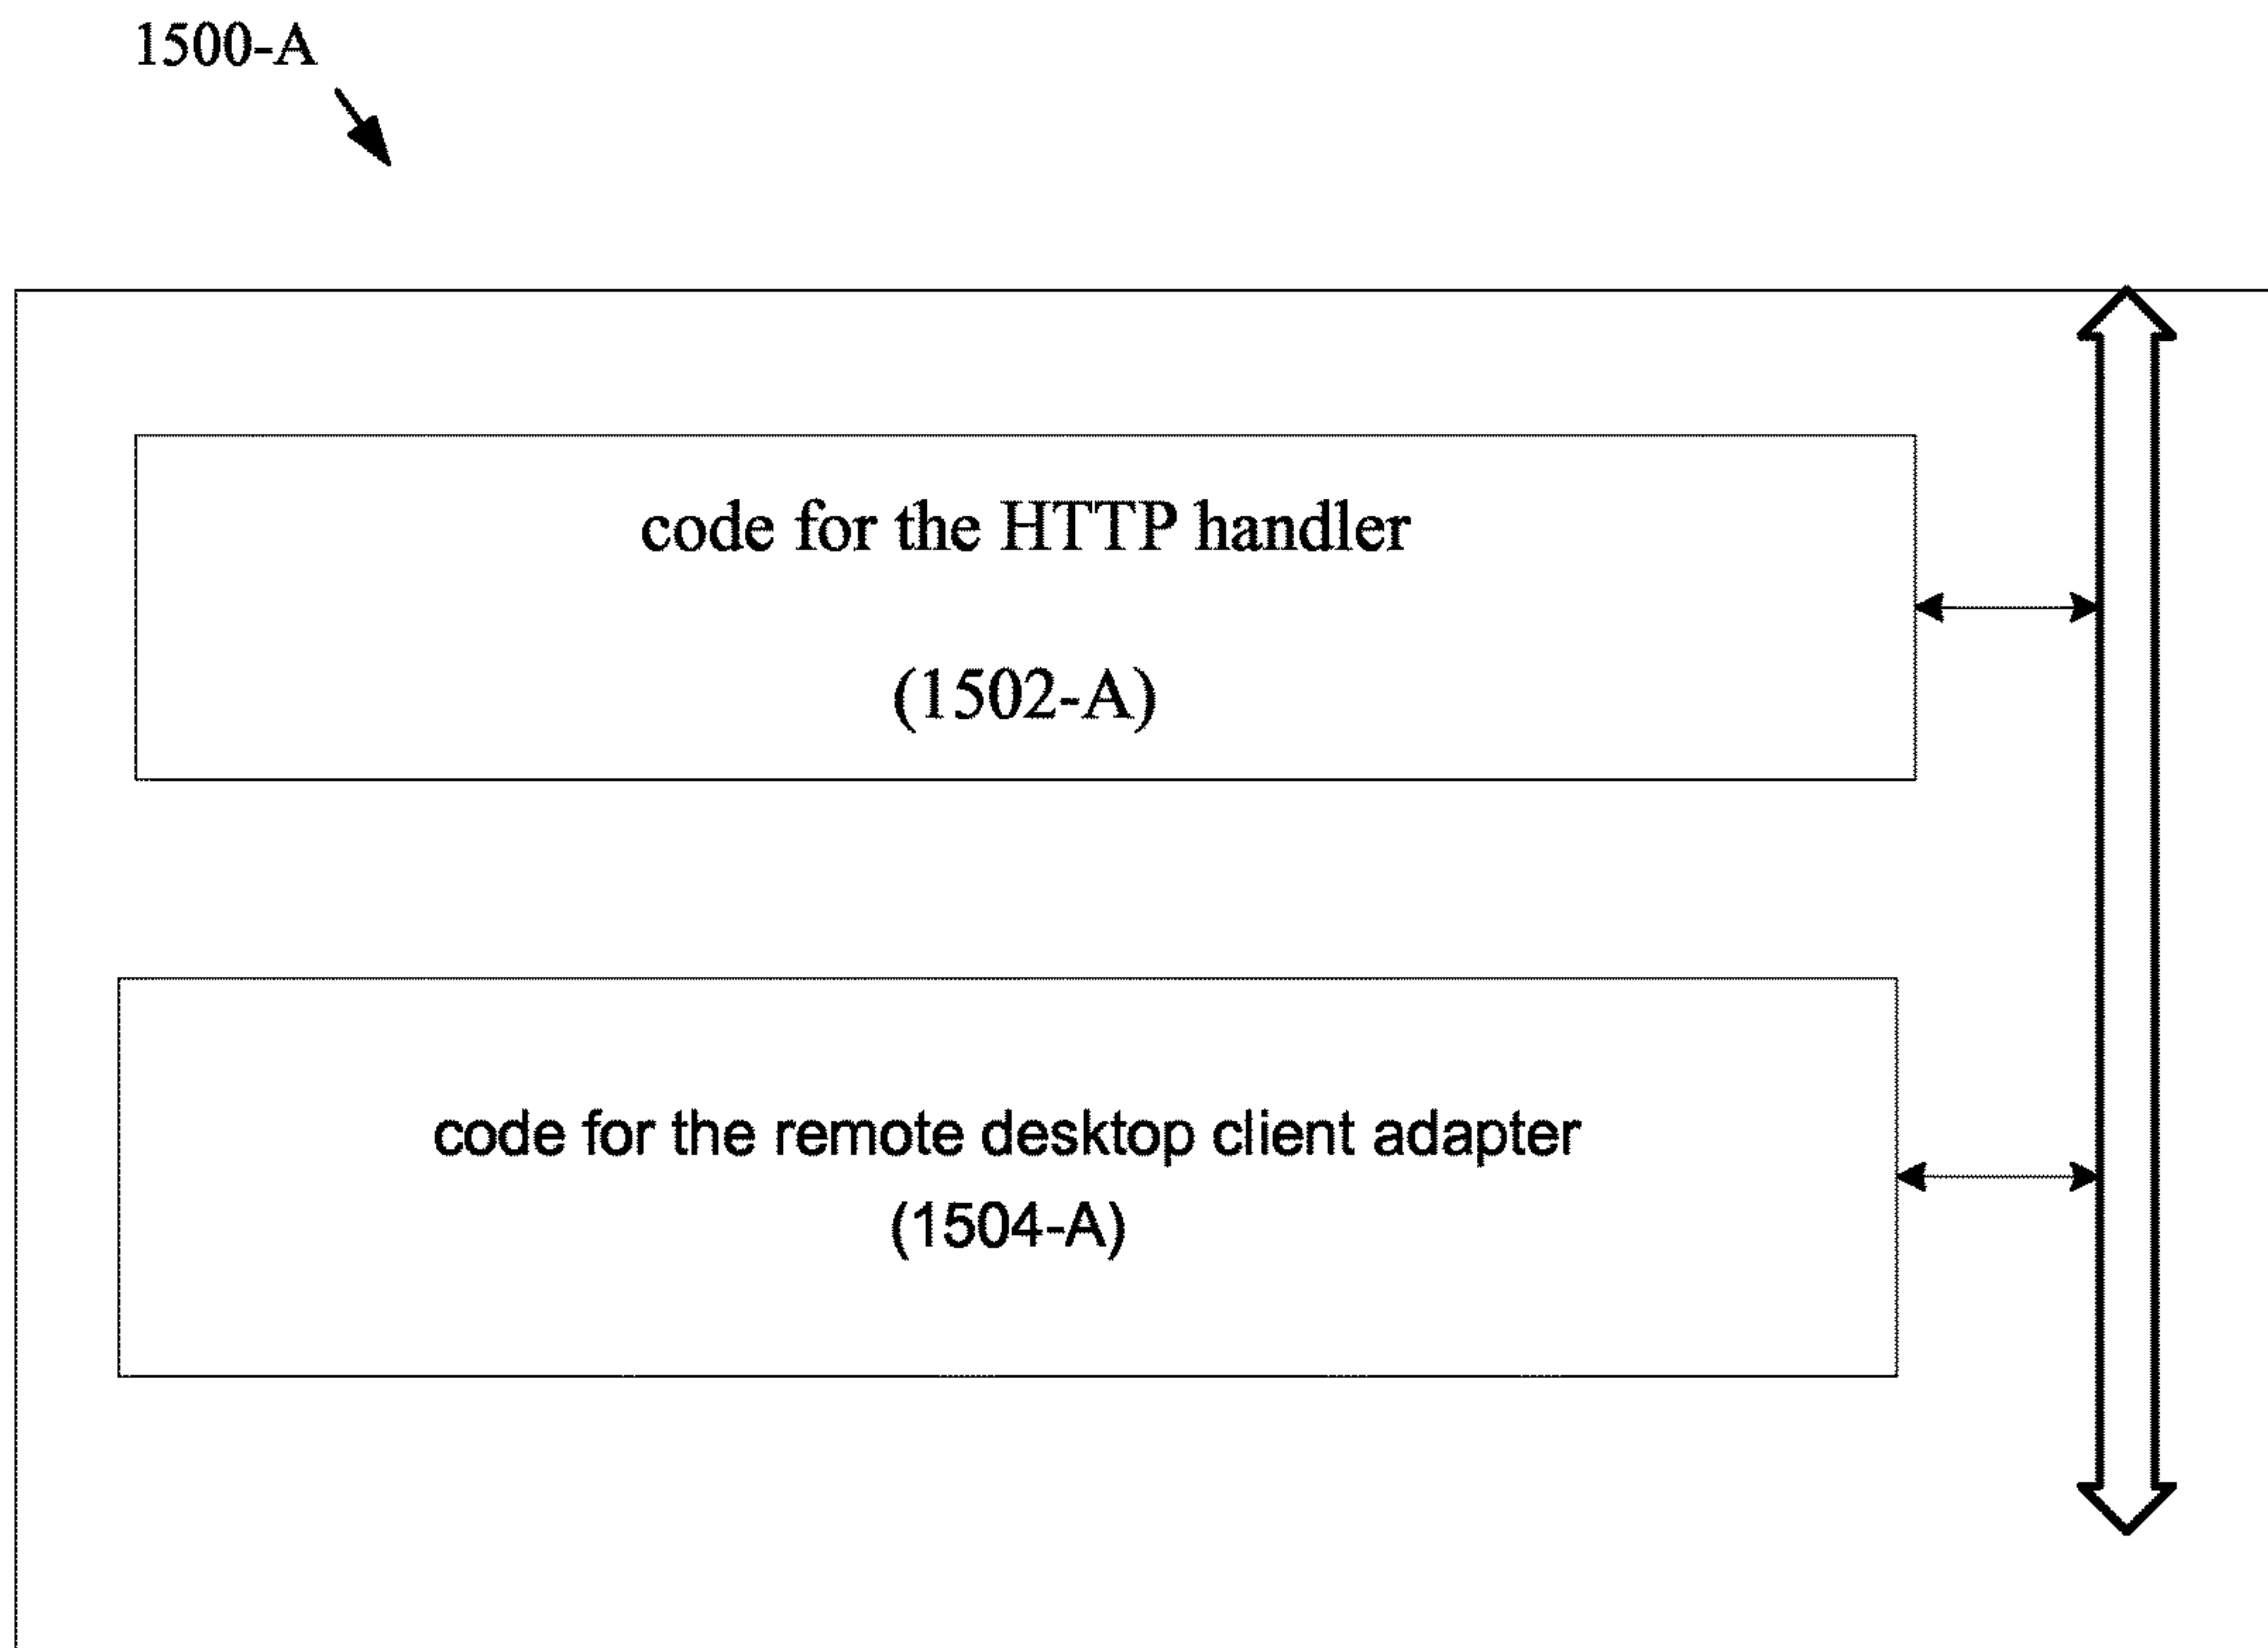 1500-A
code for the HTTP handler
(1502-A)
code for the remote desktop client adapter
(1504-A)